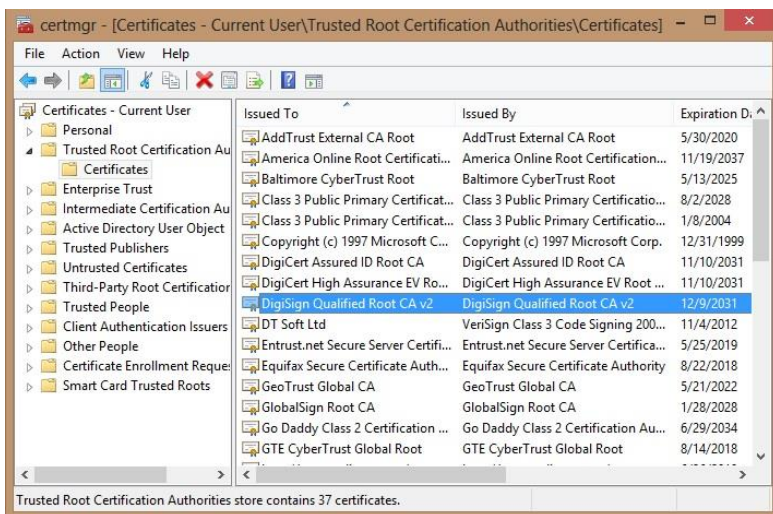 certmgr - [Certificates - Current User\Trusted Root Certification Authorities\Certificates]
File Action View Help
Certificates - Current User
Personal
Trusted Root Certification Au
Certificates
Enterprise Trust
Intermediate Certification Au
Active Directory User Object
Trusted Publishers
Untrusted Certificates
Third-Party Root Certification
Trusted People
Client Authentication Issuers
Other People
Certificate Enrollment Reques
Smart Card Trusted Roots
Issued To Issued By Expiration Da
AddTrust External CA Root AddTrust External CA Root 5/30/2020
America Online Root Certificati... America Online Root Certification... 11/19/2037
Baltimore CyberTrust Root Baltimore CyberTrust Root 5/13/2025
Class 3 Public Primary Certificat... Class 3 Public Primary Certificatio... 8/2/2028
Class 3 Public Primary Certificat... Class 3 Public Primary Certificatio... 1/8/2004
Copyright (c) 1997 Microsoft C... Copyright (c) 1997 Microsoft Corp. 12/31/1999
DigiCert Assured ID Root CA DigiCert Assured ID Root CA 11/10/2031
DigiCert High Assurance EV Ro... DigiCert High Assurance EV Root ... 11/10/2031
DigiSign Qualified Root CA v2 DigiSign Qualified Root CA v2 12/9/2031
DT Soft Ltd VeriSign Class 3 Code Signing 200... 11/4/2012
Entrust.net Secure Server Certifi... Entrust.net Secure Server Certifica... 5/25/2019
Equifax Secure Certificate Auth... Equifax Secure Certificate Authority 8/22/2018
GeoTrust Global CA GeoTrust Global CA 5/21/2022
GlobalSign Root CA GlobalSign Root CA 1/28/2028
Go Daddy Class 2 Certification ... Go Daddy Class 2 Certification Au... 6/29/2034
GTE CyberTrust Global Root GTE CyberTrust Global Root 8/14/2018
Trusted Root Certification Authorities store contains 37 certificates.